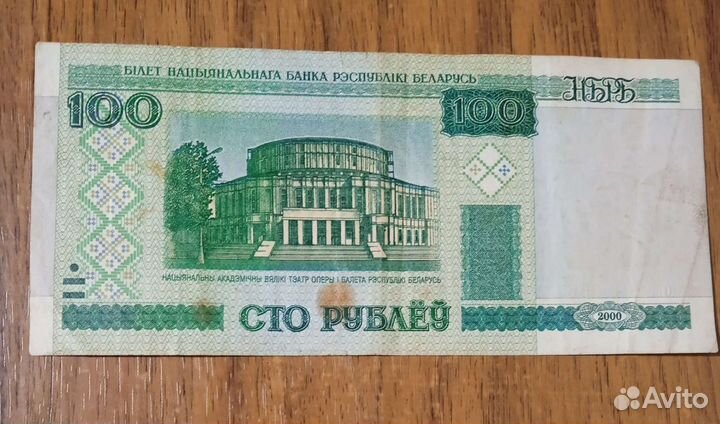 БІЛЕТ НАЦЫЯНАЛЬНАГА БАНКА РЭСПУБЛІКІ БЕЛАРУСЬ
НБРБ
100
100
НАЦЫЯНАЛЬНЫ АКАДЭМІЧНЫ ВЯЛІКІ ТЭАТР ОПЕРЫ І БАЛЕТА РЭСПУБЛІКІ БЕЛАРУСЬ
СТО РУБЛЁЎ
2000
Avito